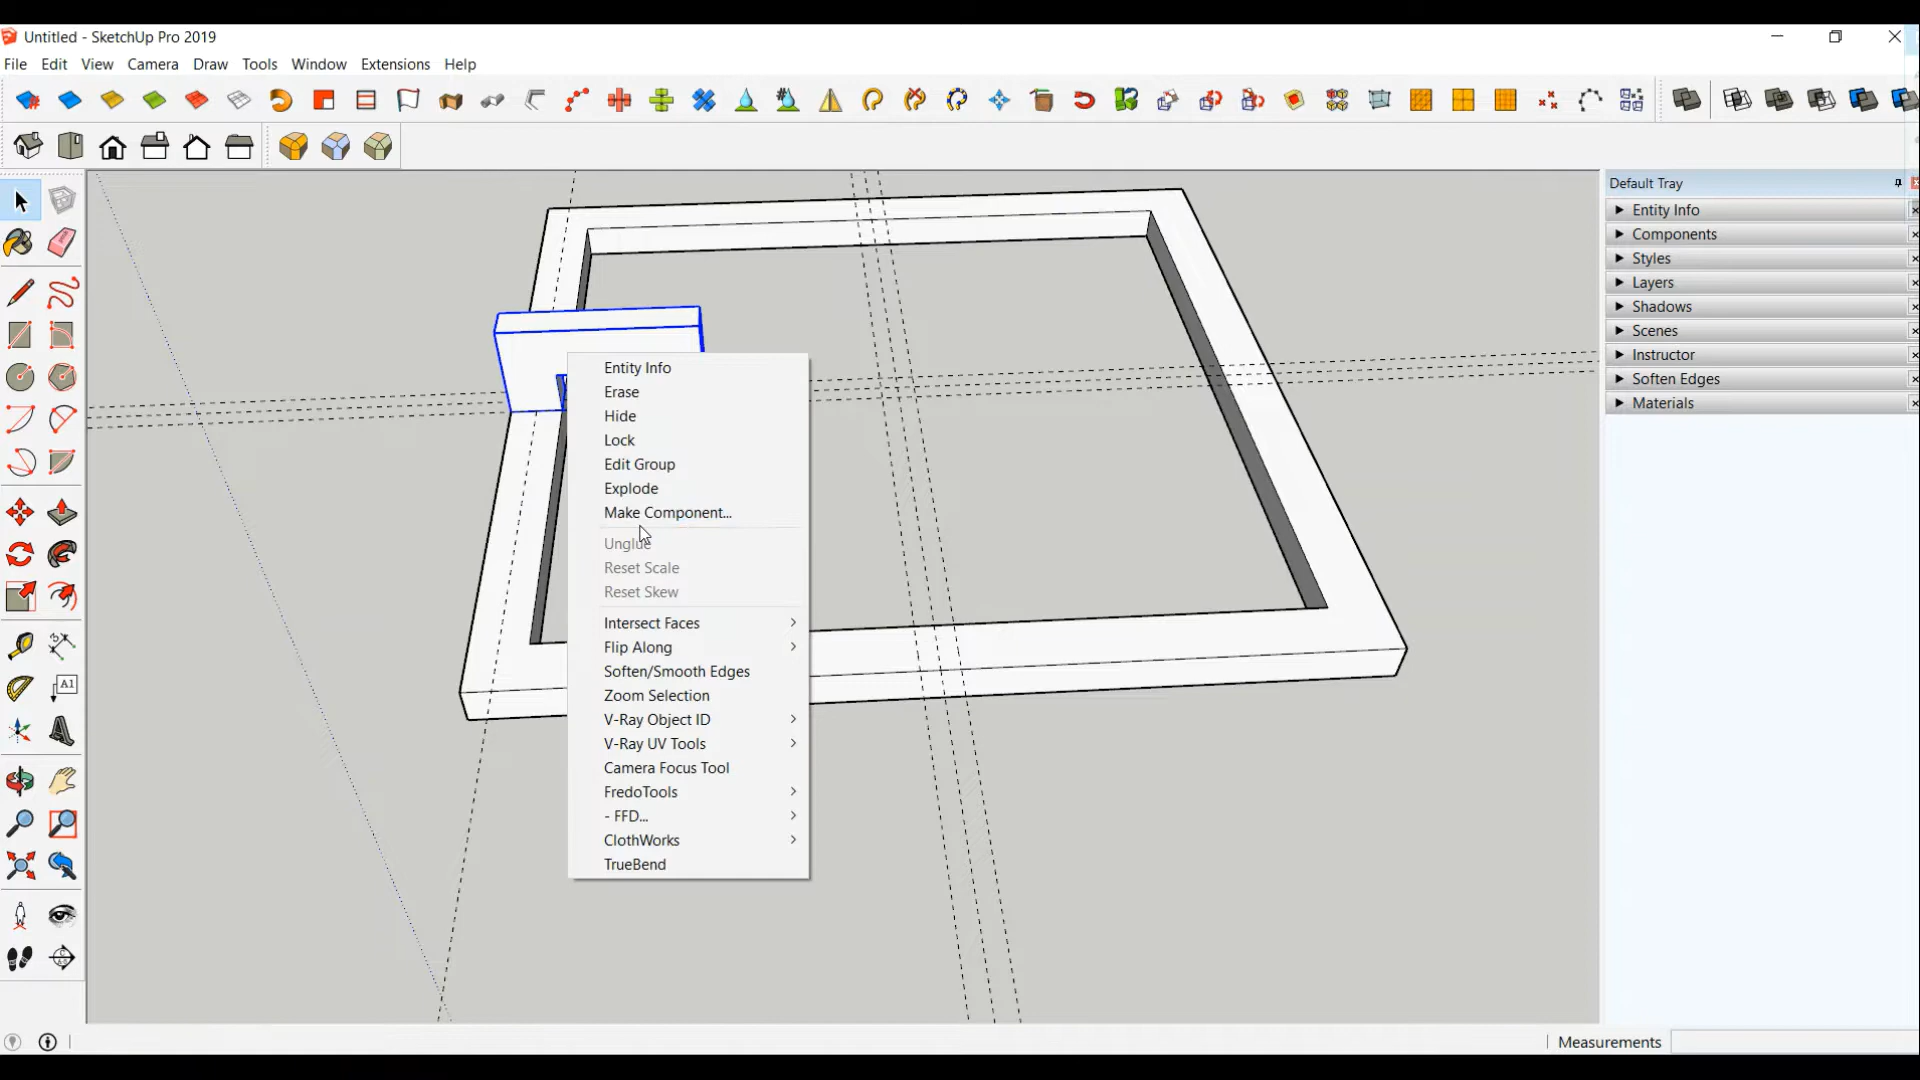 Untitled - SketchUp Pro 2019
File Edit View Camera Draw Tools Window Extensions Help
Default Tray
Entity Info
Components
Styles
Layers
Shadows
Scenes
Instructor
Soften Edges
Materials
Entity Info
Erase
Hide
Lock
Edit Group
Explode
Make Component...
Unglue
Reset Scale
Reset Skew
Intersect Faces
Flip Along
Soften/Smooth Edges
Zoom Selection
V-Ray Object ID
V-Ray UV Tools
Camera Focus Tool
FredoTools
- FFD...
ClothWorks
TrueBend
A1
Measurements